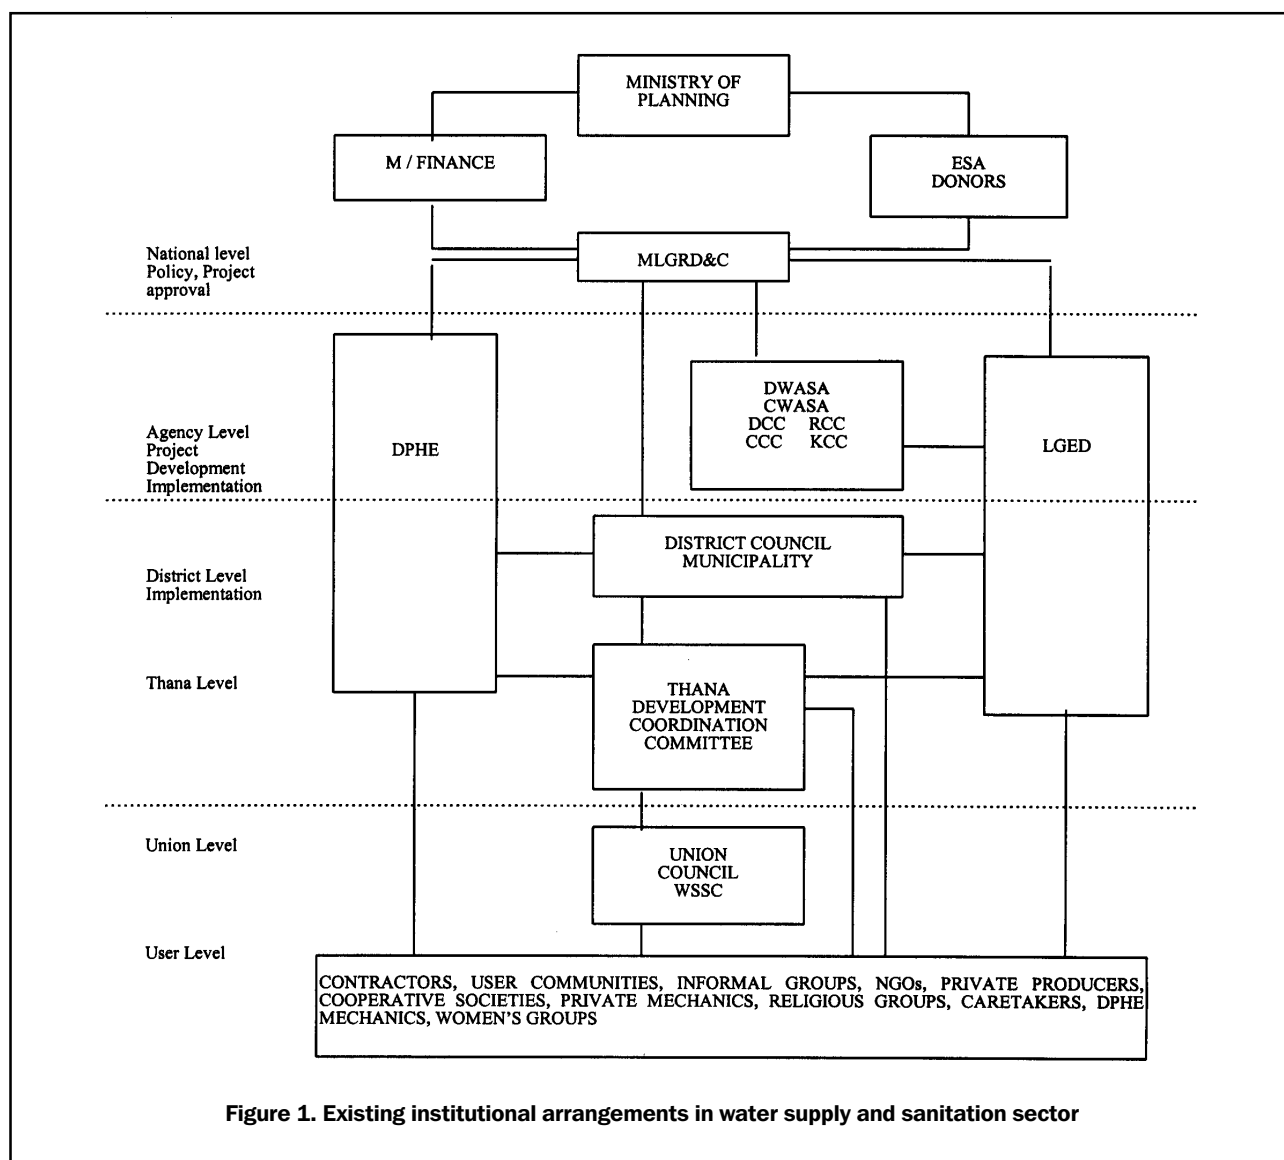 MINISTRY OF
PLANNING
M / FINANCE
ESA
DONORS
National level
Policy, Project
approval
MLGRD&C
DPHE
DWASA
CWASA
DCC RCC
CCC KCC
LGED
Agency Level
Project
Development
Implementation
DISTRICT COUNCIL
MUNICIPALITY
District Level
Implementation
Thana Level
THANA
DEVELOPMENT
COORDINATION
COMMITTEE
Union Level
UNION
COUNCIL
WSSC
User Level
CONTRACTORS, USER COMMUNITIES, INFORMAL GROUPS, NGOs, PRIVATE PRODUCERS,
COOPERATIVE SOCIETIES, PRIVATE MECHANICS, RELIGIOUS GROUPS, CARETAKERS, DPHE
MECHANICS, WOMEN'S GROUPS
Figure 1. Existing institutional arrangements in water supply and sanitation sector